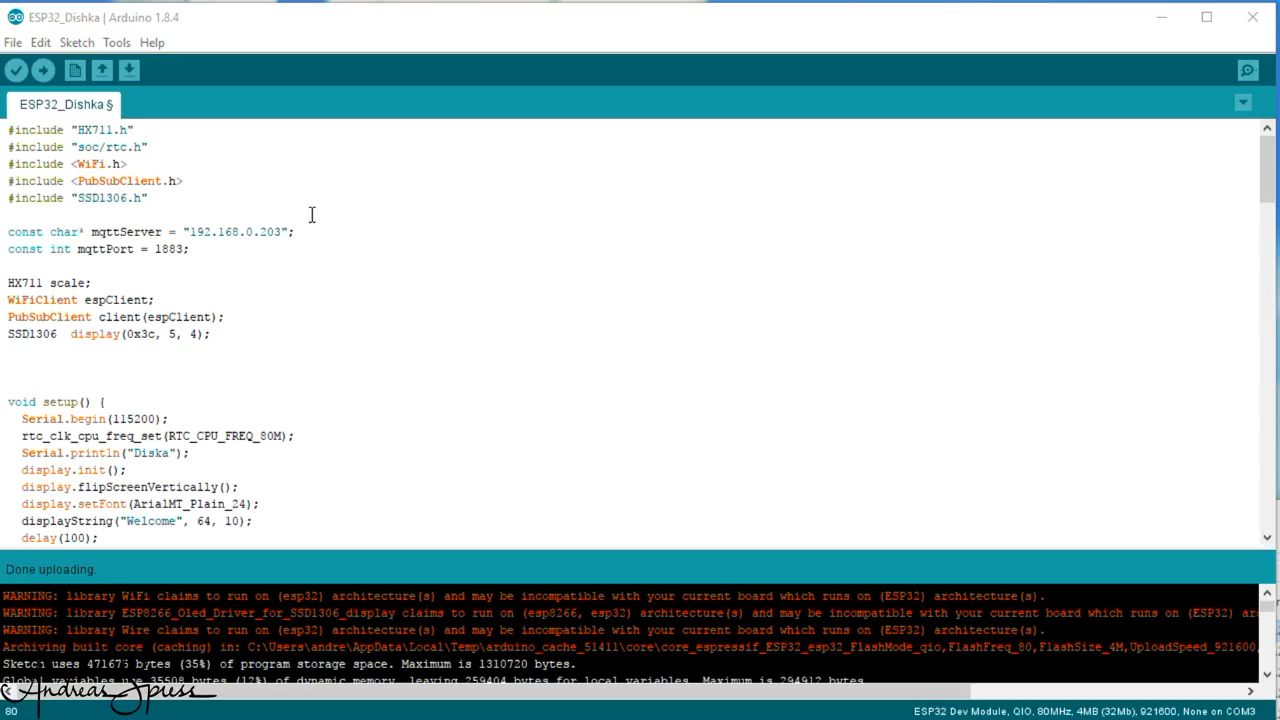 ESP32_Dishka | Arduino 1.8.4
File Edit Sketch Tools Help
ESP32_Dishka §
#include "HX711.h"
#include "soc/rtc.h"
#include <WiFi.h>
#include <PubSubClient.h>
#include "SSD1306.h"
const char* mqttServer = "192.168.0.203";
const int mqttPort = 1883;
HX711 scale;
WiFiClient espClient;
PubSubClient client(espClient);
SSD1306  display(0x3c, 5, 4);
void setup() {
Serial.begin(115200);
rtc_clk_cpu_freq_set(RTC_CPU_FREQ_80M);
Serial.println("Diska");
display.init();
display.flipScreenVertically();
display.setFont(ArialMT_Plain_24);
displayString("Welcome", 64, 10);
delay(100);
Done uploading.
WARNING: library WiFi claims to run on (esp32) architecture(s) and may be incompatible with your current board which runs on (ESP32) architecture(s).
WARNING: library ESP8266_Oled_Driver_for_SSD1306_display claims to run on (esp8266, esp32) architecture(s) and may be incompatible with your current board which runs on (ESP32) arc
WARNING: library Wire claims to run on (esp32) architecture(s) and may be incompatible with your current board which runs on (ESP32) architecture(s).
Archiving built core (caching) in: C:\Users\andre\AppData\Local\Temp\arduino_cache_51411\core\core_espressif_ESP32_esp32_FlashMode_qio,FlashFreq_80,FlashSize_4M,UploadSpeed_921600,
Sketch uses 471675 bytes (35%) of program storage space. Maximum is 1310720 bytes.
Global variables use 35508 bytes (12%) of dynamic memory, leaving 259404 bytes for local variables. Maximum is 294912 bytes.
Andreas Spiess
80
ESP32 Dev Module, QIO, 80MHz, 4MB (32Mb), 921600, None on COM3